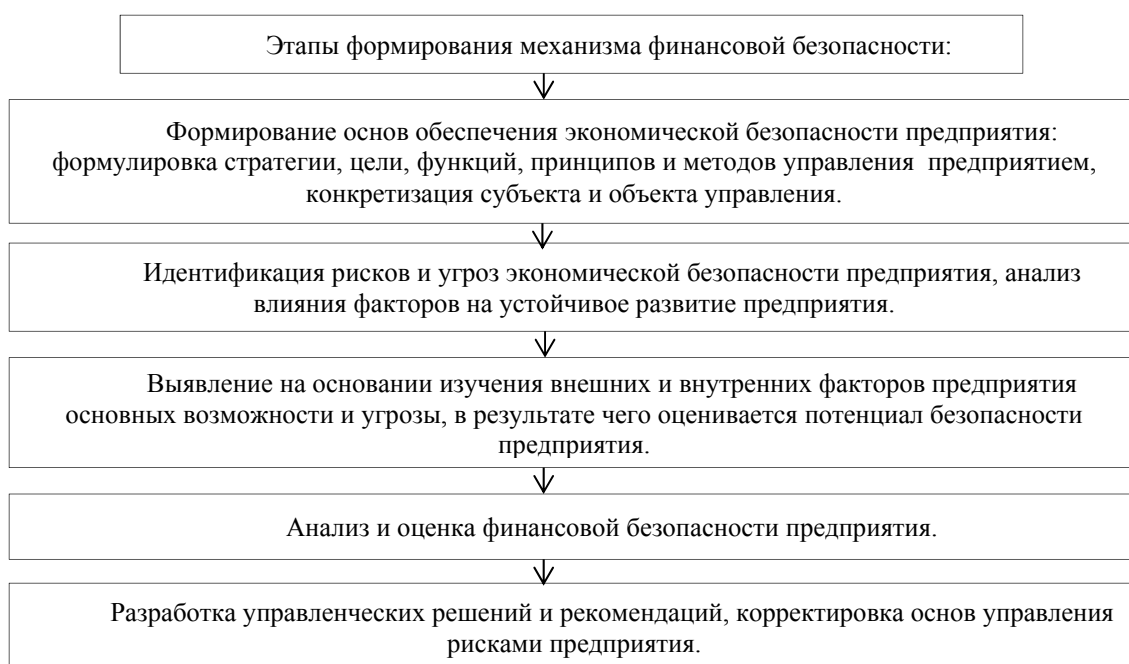 Этапы формирования механизма финансовой безопасности:
Формирование основ обеспечения экономической безопасности предприятия:
формулировка стратегии, цели, функций, принципов и методов управления предприятием,
конкретизация субъекта и объекта управления.
Идентификация рисков и угроз экономической безопасности предприятия, анализ
влияния факторов на устойчивое развитие предприятия.
Выявление на основании изучения внешних и внутренних факторов предприятия
основных возможности и угрозы, в результате чего оценивается потенциал безопасности
предприятия.
Анализ и оценка финансовой безопасности предприятия.
Разработка управленческих решений и рекомендаций, корректировка основ управления
рисками предприятия.